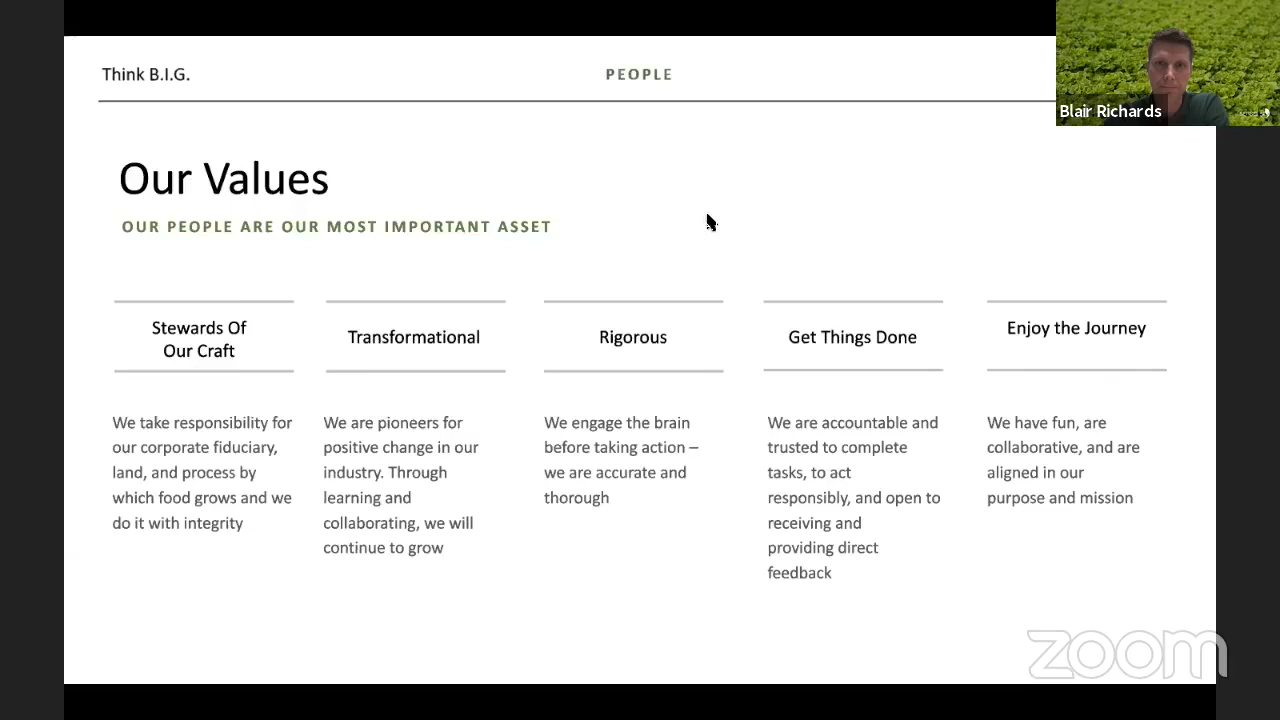 Think B.I.G.
PEOPLE
Blair Richards
Our Values
OUR PEOPLE ARE OUR MOST IMPORTANT ASSET
Stewards Of
Our Craft
We take responsibility for
our corporate fiduciary,
land, and process by
which food grows and we
do it with integrity
Transformational
We are pioneers for
positive change in our
industry. Through
learning and
collaborating, we will
continue to grow
Rigorous
We engage the brain
before taking action –
we are accurate and
thorough
Get Things Done
We are accountable and
trusted to complete
tasks, to act
responsibly, and open to
receiving and
providing direct
feedback
Enjoy the Journey
We have fun, are
collaborative, and are
aligned in our
purpose and mission
zoom